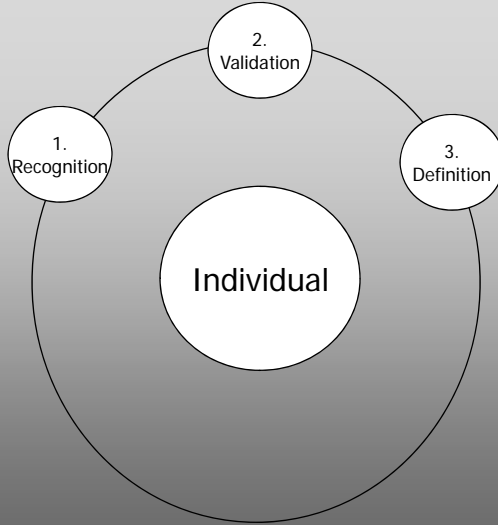 1.
Recognition
2.
Validation
3.
Definition
Individual